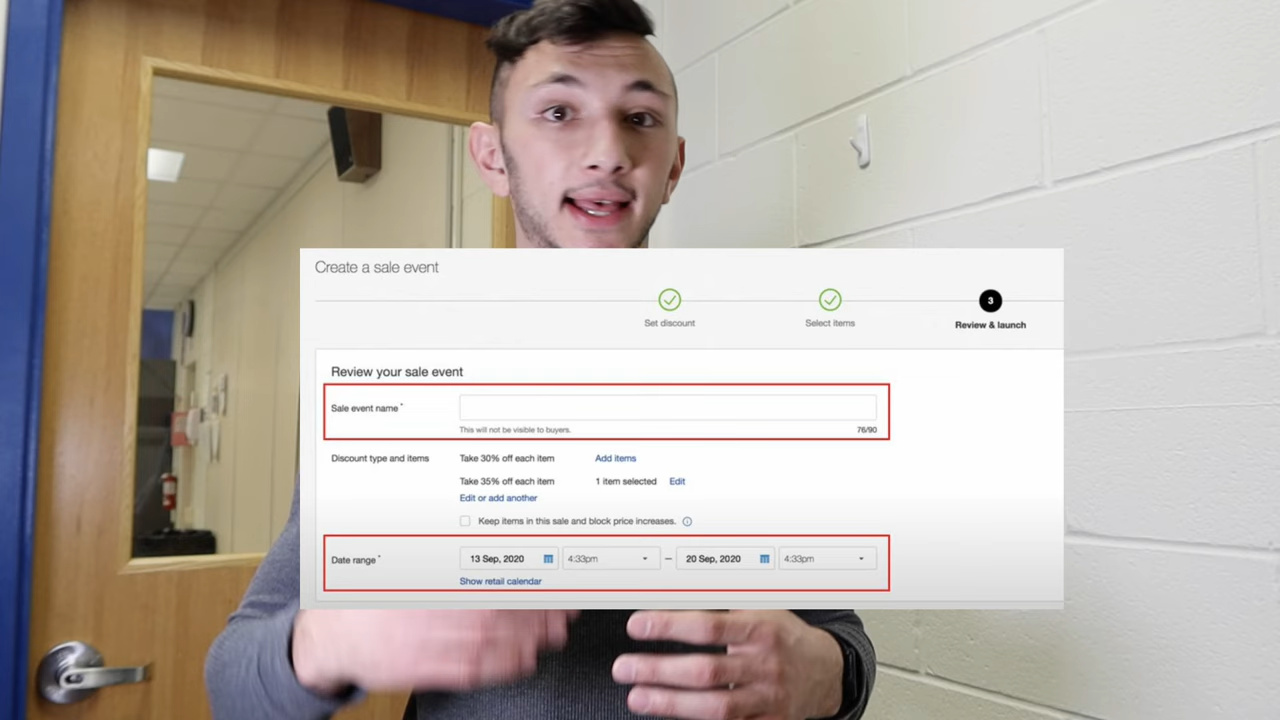 Create a sale event
3
Set discount
Select items
Review & launch
Review your sale event
Sale event name *
This will not be visible to buyers.
76/90
Discount type and items
Take 30% off each item
Add items
Take 35% off each item
1 item selected
Edit
Edit or add another
Keep items in this sale and block price increases.
Date range *
13 Sep, 2020
4:33pm
–
20 Sep, 2020
4:33pm
Show retail calendar